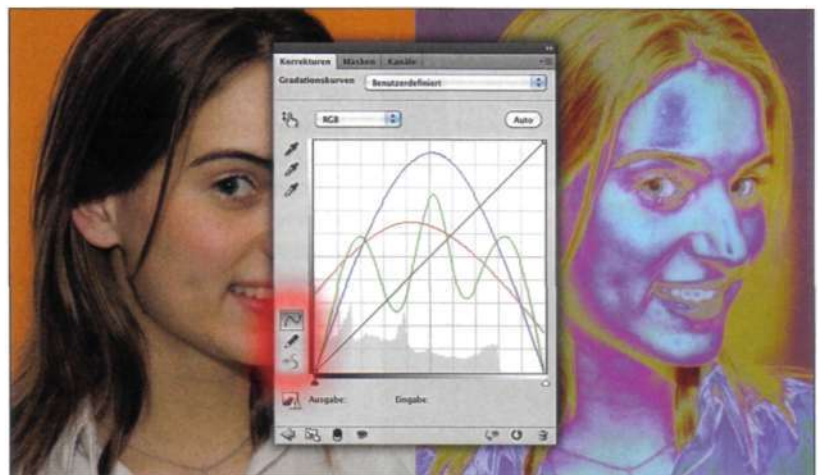 Korrekturen Masken Kanäle
Gradationskurven Benutzerdefiniert
RGB Auto
Ausgabe: Eingabe: